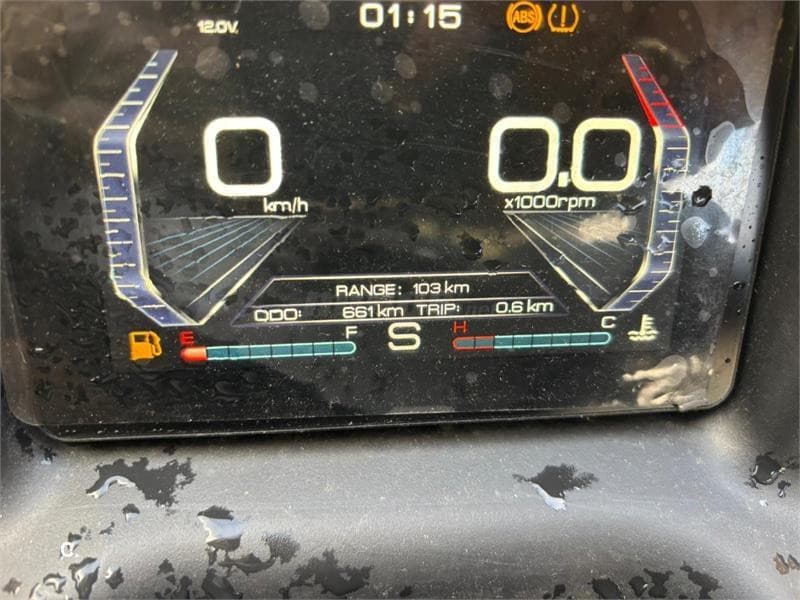 12.0V
01:15
ABS
0
km/h
0.0
x1000rpm
RANGE: 103 km
ODO: 661 km TRIP: 0.6 km
E F S H C